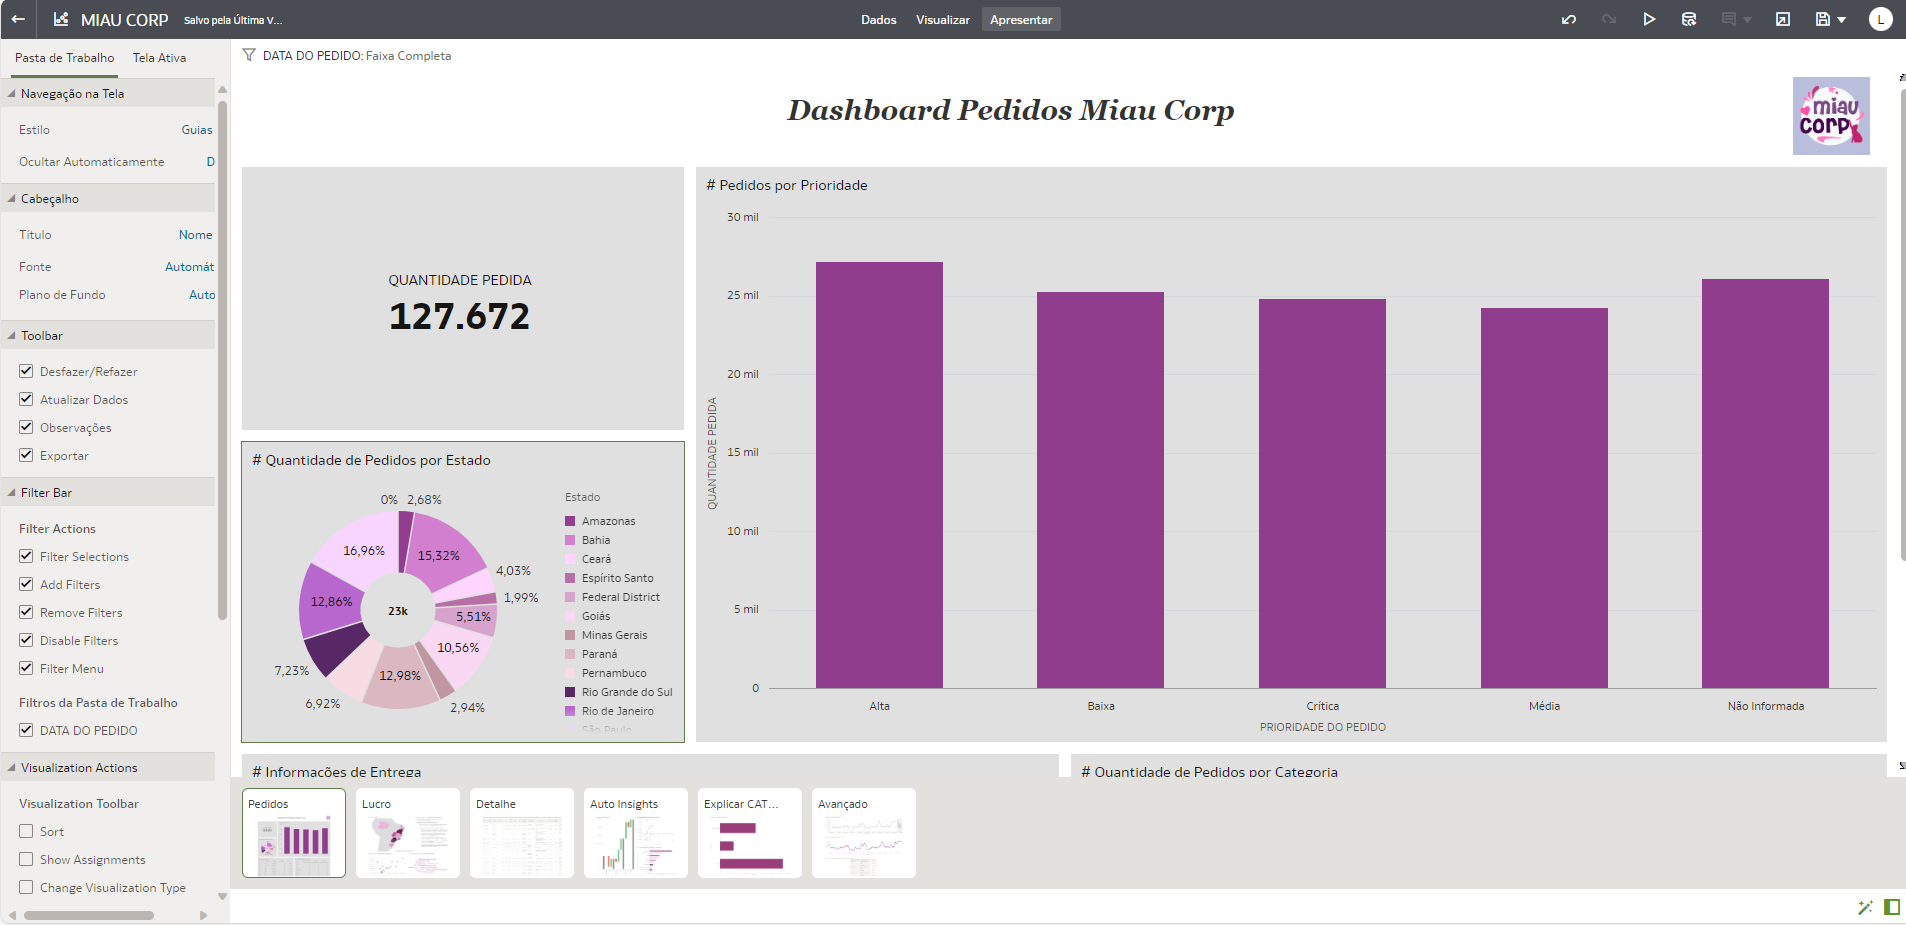 MIAU CORP
Salvo pela Última V...
Dados
Visualizar
Apresentar
L
Pasta de Trabalho
Tela Ativa
Navegação na Tela
Estilo
Guias
Ocultar Automaticamente
D
Cabeçalho
Título
Nome
Fonte
Automát
Plano de Fundo
Auto
Toolbar
Desfazer/Refazer
Atualizar Dados
Observações
Exportar
Filter Bar
Filter Actions
Filter Selections
Add Filters
Remove Filters
Disable Filters
Filter Menu
Filtros da Pasta de Trabalho
DATA DO PEDIDO
Visualization Actions
Visualization Toolbar
Sort
Show Assignments
Change Visualization Type
DATA DO PEDIDO: Faixa Completa
Dashboard Pedidos Miau Corp
miau
corp
QUANTIDADE PEDIDA
127.672
# Pedidos por Prioridade
30 mil
25 mil
20 mil
15 mil
10 mil
5 mil
0
QUANTIDADE PEDIDA
Alta
Baixa
Crítica
Média
Não Informada
PRIORIDADE DO PEDIDO
# Quantidade de Pedidos por Estado
0%
2,68%
15,32%
4,03%
1,99%
5,51%
10,56%
2,94%
12,98%
6,92%
7,23%
12,86%
16,96%
23k
Estado
Amazonas
Bahia
Ceará
Espírito Santo
Federal District
Goiás
Minas Gerais
Paraná
Pernambuco
Rio Grande do Sul
Rio de Janeiro
São Paulo
# Informações de Entrega
# Quantidade de Pedidos por Categoria
Pedidos
Lucro
Detalhe
Auto Insights
Explicar CAT...
Avançado